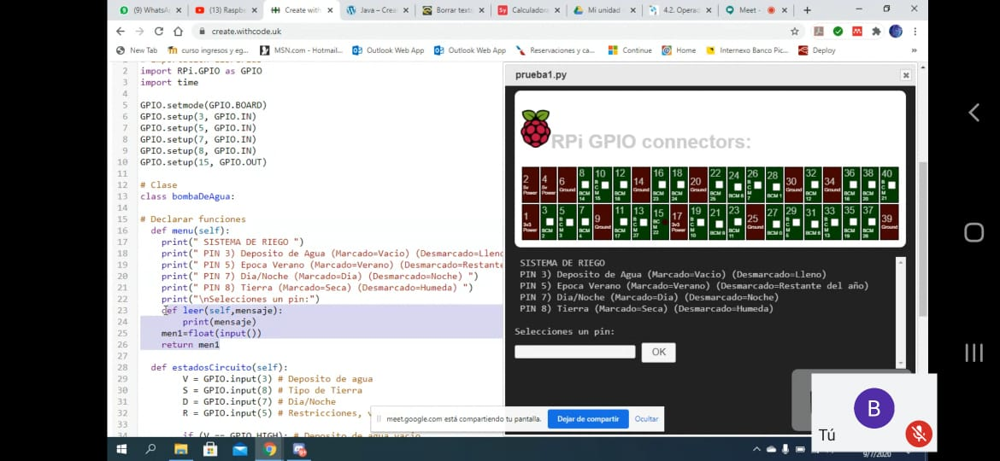 (9) WhatsA
(13) Raspb
Create with
Java – Crea
Borrar text
Calculadora
Mi unidad
4.2. Operad
Meet -
create.withcode.uk
New Tab
curso ingresos y eg...
MSN.com - Hotmail...
Outlook Web App
Outlook Web App
Reservaciones y ca...
Continue
Home
Internexo Banco Pic...
Deploy
2 import RPi.GPIO as GPIO
3 import time
4
5 GPIO.setmode(GPIO.BOARD)
6 GPIO.setup(3, GPIO.IN)
7 GPIO.setup(5, GPIO.IN)
8 GPIO.setup(7, GPIO.IN)
9 GPIO.setup(8, GPIO.IN)
10 GPIO.setup(15, GPIO.OUT)
11
12 # Clase
13 class bombaDeAgua:
14
15 # Declarar funciones
16 def menu(self):
17 print(" SISTEMA DE RIEGO ")
18 print(" PIN 3) Deposito de Agua (Marcado=Vacio) (Desmarcado=Lleno
19 print(" PIN 5) Epoca Verano (Marcado=Verano) (Desmarcado=Restante
20 print(" PIN 7) Dia/Noche (Marcado=Dia) (Desmarcado=Noche) ")
21 print(" PIN 8) Tierra (Marcado=Seca) (Desmarcado=Humeda) ")
22 print("\nSelecciones un pin:")
23 def leer(self,mensaje):
24 print(mensaje)
25 men1=float(input())
26 return men1
27
28 def estadosCircuito(self):
29 V = GPIO.input(3) # Deposito de agua
30 S = GPIO.input(8) # Tipo de Tierra
31 D = GPIO.input(7) # Dia/Noche
32 R = GPIO.input(5) # Restricciones,
33
34 if (V == GPIO.HIGH): # Deposito de agua vacio
prueba1.py
RPi GPIO connectors:
2 5v Power
4 5v Power
6 Ground
8 BCM 14
10 BCM 15
12 BCM 18
14 Ground
16 BCM 23
18 BCM 24
20 Ground
22 BCM 25
24 BCM 8
26 BCM 7
28 BCM 1
30 Ground
32 BCM 12
34 Ground
36 BCM 16
38 BCM 20
40 BCM 21
1 3v3 Power
3 BCM 2
5 BCM 3
7 BCM 4
9 Ground
11 BCM 17
13 BCM 27
15 BCM 22
17 3v3 Power
19 BCM 10
21 BCM 9
23 BCM 11
25 Ground
27 BCM 0
29 BCM 5
31 BCM 6
33 BCM 13
35 BCM 19
37 BCM 26
39 Ground
SISTEMA DE RIEGO
PIN 3) Deposito de Agua (Marcado=Vacio) (Desmarcado=Lleno)
PIN 5) Epoca Verano (Marcado=Verano) (Desmarcado=Restante del año)
PIN 7) Dia/Noche (Marcado=Dia) (Desmarcado=Noche)
PIN 8) Tierra (Marcado=Seca) (Desmarcado=Humeda)
Selecciones un pin:
OK
meet.google.com está compartiendo tu pantalla.
Dejar de compartir
Ocultar
B
Tú
9/7/2020